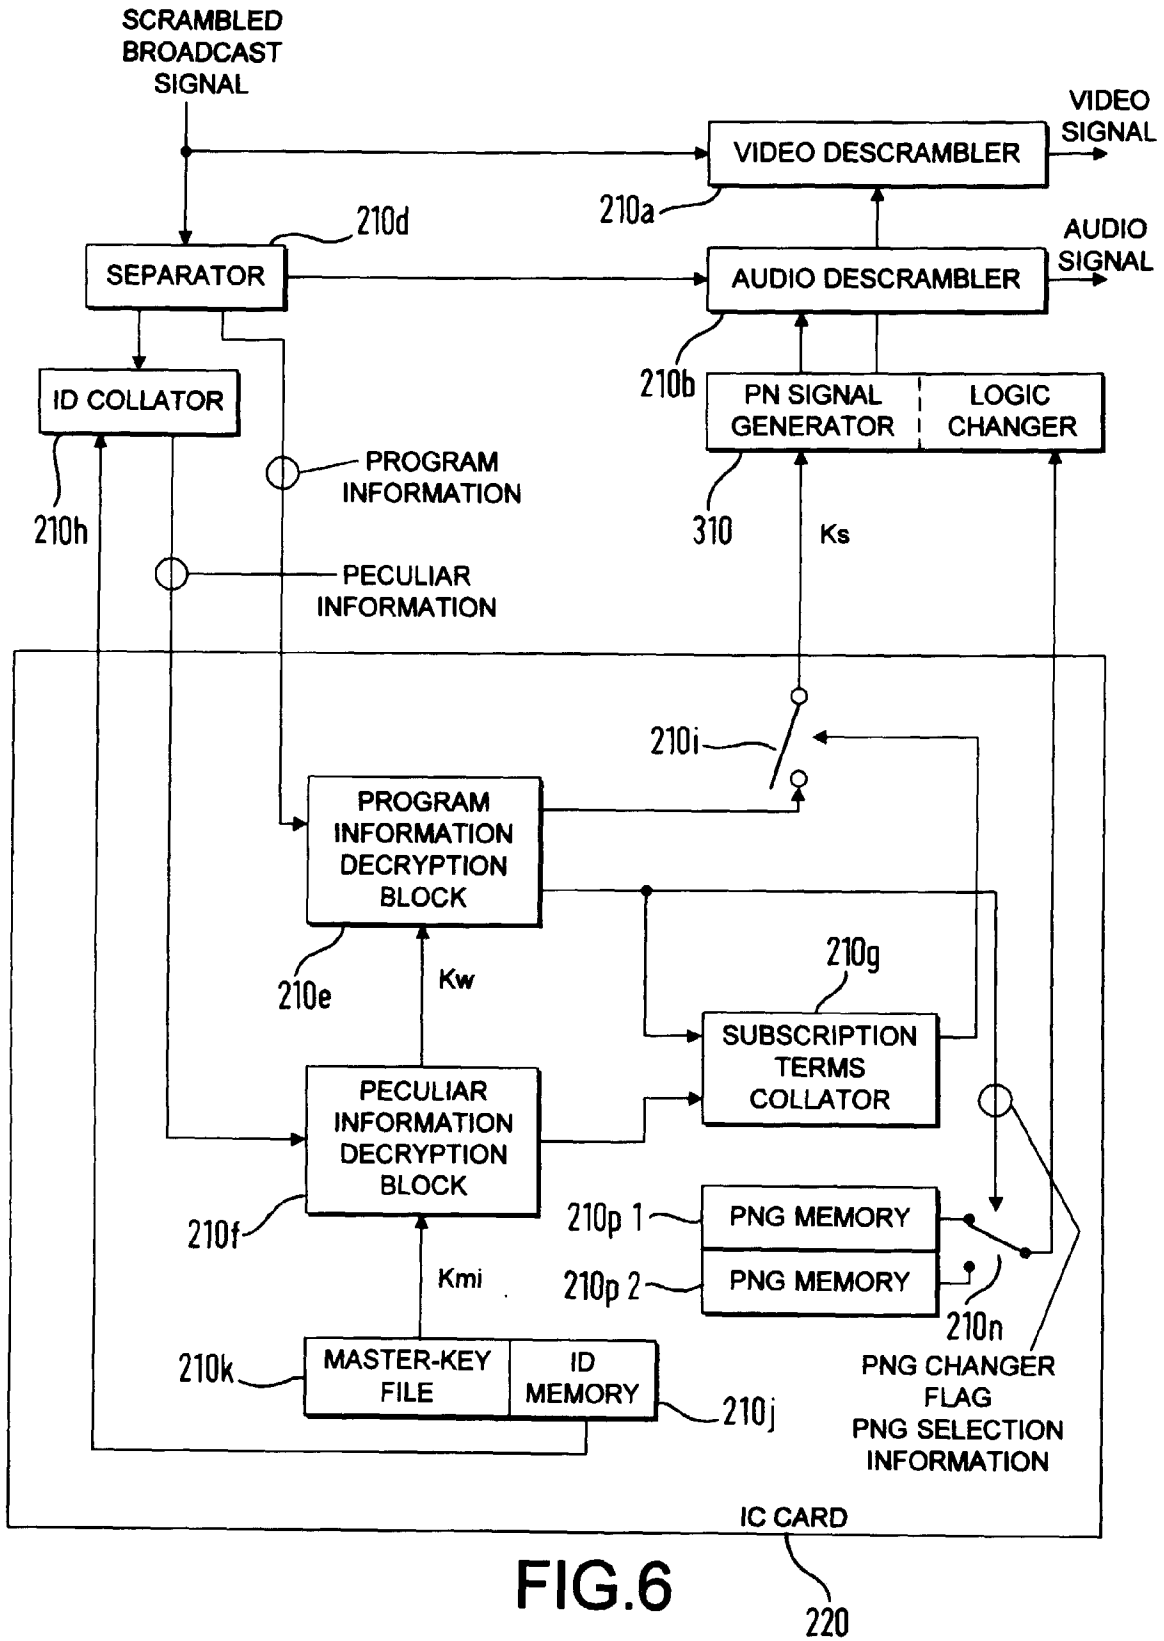 SCRAMBLED
BROADCAST
SIGNAL
VIDEO
SIGNAL
VIDEO DESCRAMBLER
210a
210d
AUDIO
SIGNAL
SEPARATOR
AUDIO DESCRAMBLER
210b
ID COLLATOR
210h
PN SIGNAL
GENERATOR
LOGIC
CHANGER
310
Ks
PROGRAM
INFORMATION
PECULIAR
INFORMATION
210i
PROGRAM
INFORMATION
DECRYPTION
BLOCK
210e
Kw
210g
SUBSCRIPTION
TERMS
COLLATOR
PECULIAR
INFORMATION
DECRYPTION
BLOCK
210f
Kmi
210p 1
PNG MEMORY
210p 2
PNG MEMORY
210n
PNG CHANGER
FLAG
PNG SELECTION
INFORMATION
210k
MASTER-KEY
FILE
ID
MEMORY
210j
IC CARD
220
FIG.6